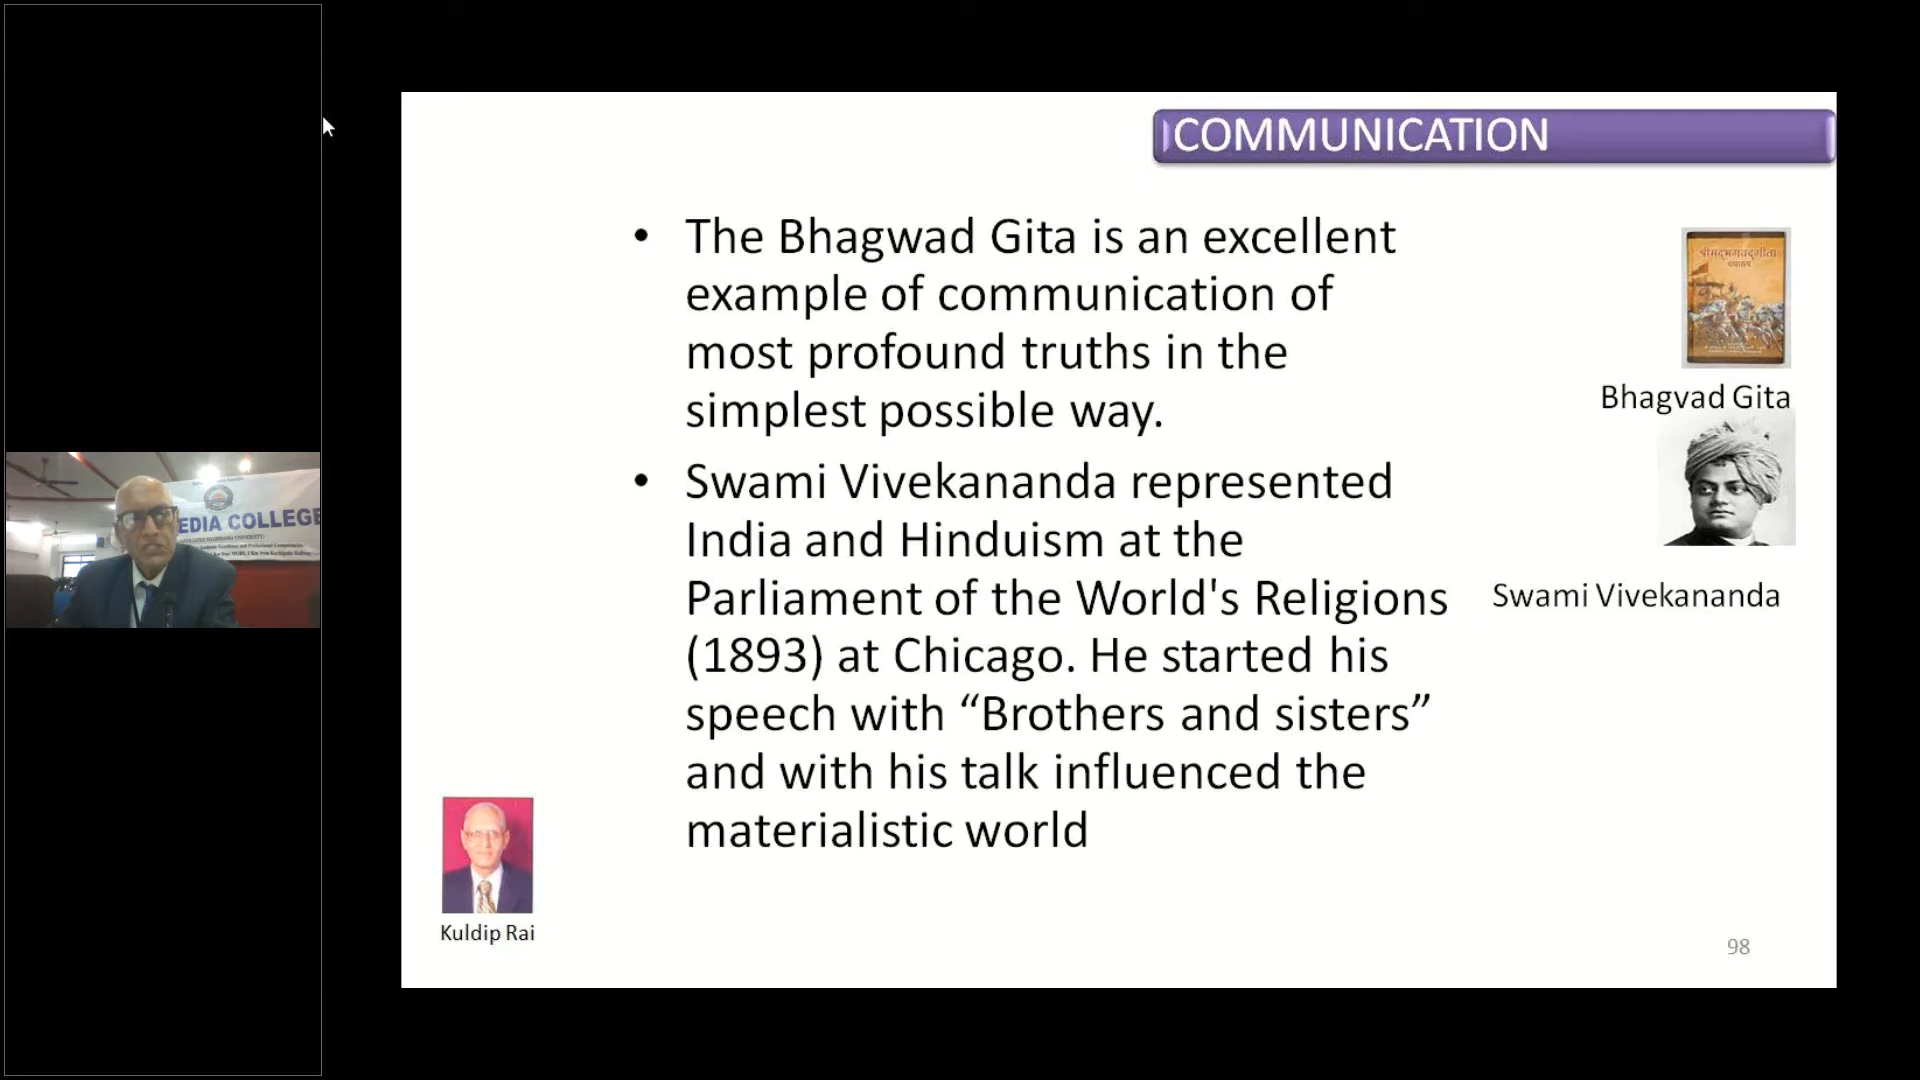 COMMUNICATION
• The Bhagwad Gita is an excellent
example of communication of
most profound truths in the
simplest possible way.
• Swami Vivekananda represented
India and Hinduism at the
Parliament of the World's Religions
(1893) at Chicago. He started his
speech with “Brothers and sisters”
and with his talk influenced the
materialistic world
श्रीमद्भगवद्गीता
यथारूप
Bhagvad Gita
Swami Vivekananda
EDIA COLLEGE
Kuldip Rai
98